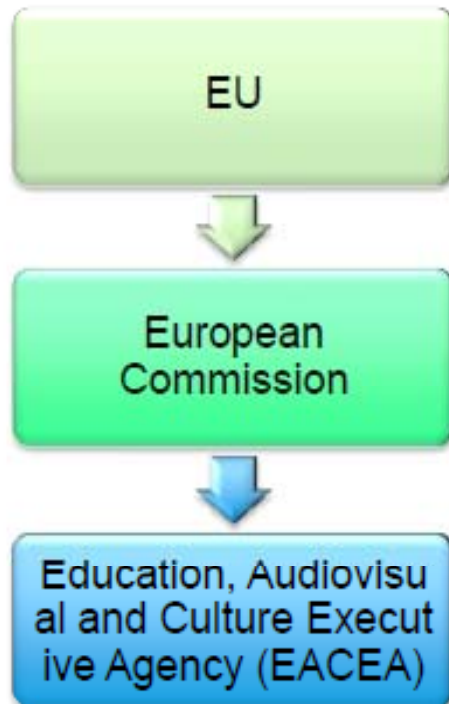 EU
European
Commission
Education, Audiovisu
al and Culture Execut
ive Agency (EACEA)